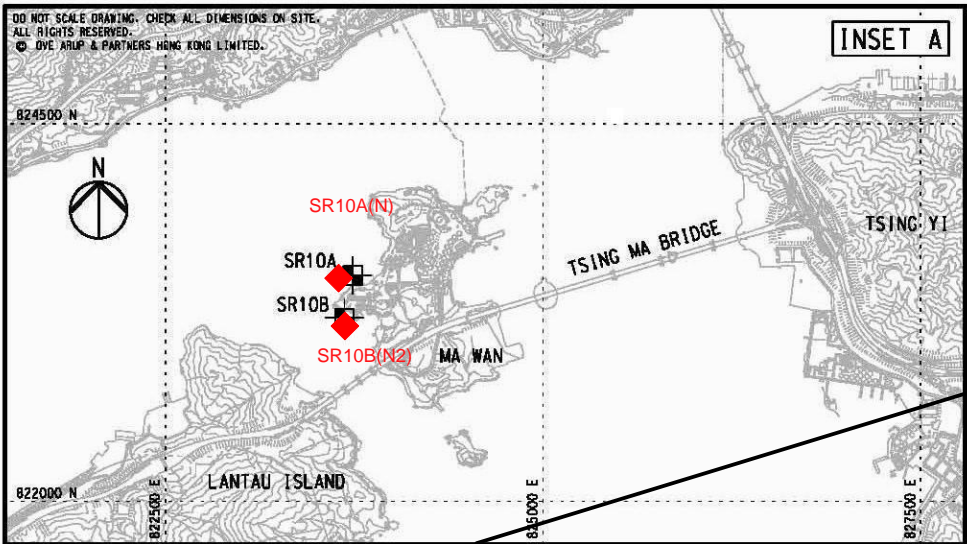 DO NOT SCALE DRAWING. CHECK ALL DIMENSIONS ON SITE.
ALL RIGHTS RESERVED.
© OVE ARUP & PARTNERS HONG KONG LIMITED.
INSET A
824500 N
N
SR10A(N)
TSING YI
TSING MA BRIDGE
SR10A
SR10B
SR10B(N2)
MA WAN
LANTAU ISLAND
822000 N
822500 E
825000 E
827500 E